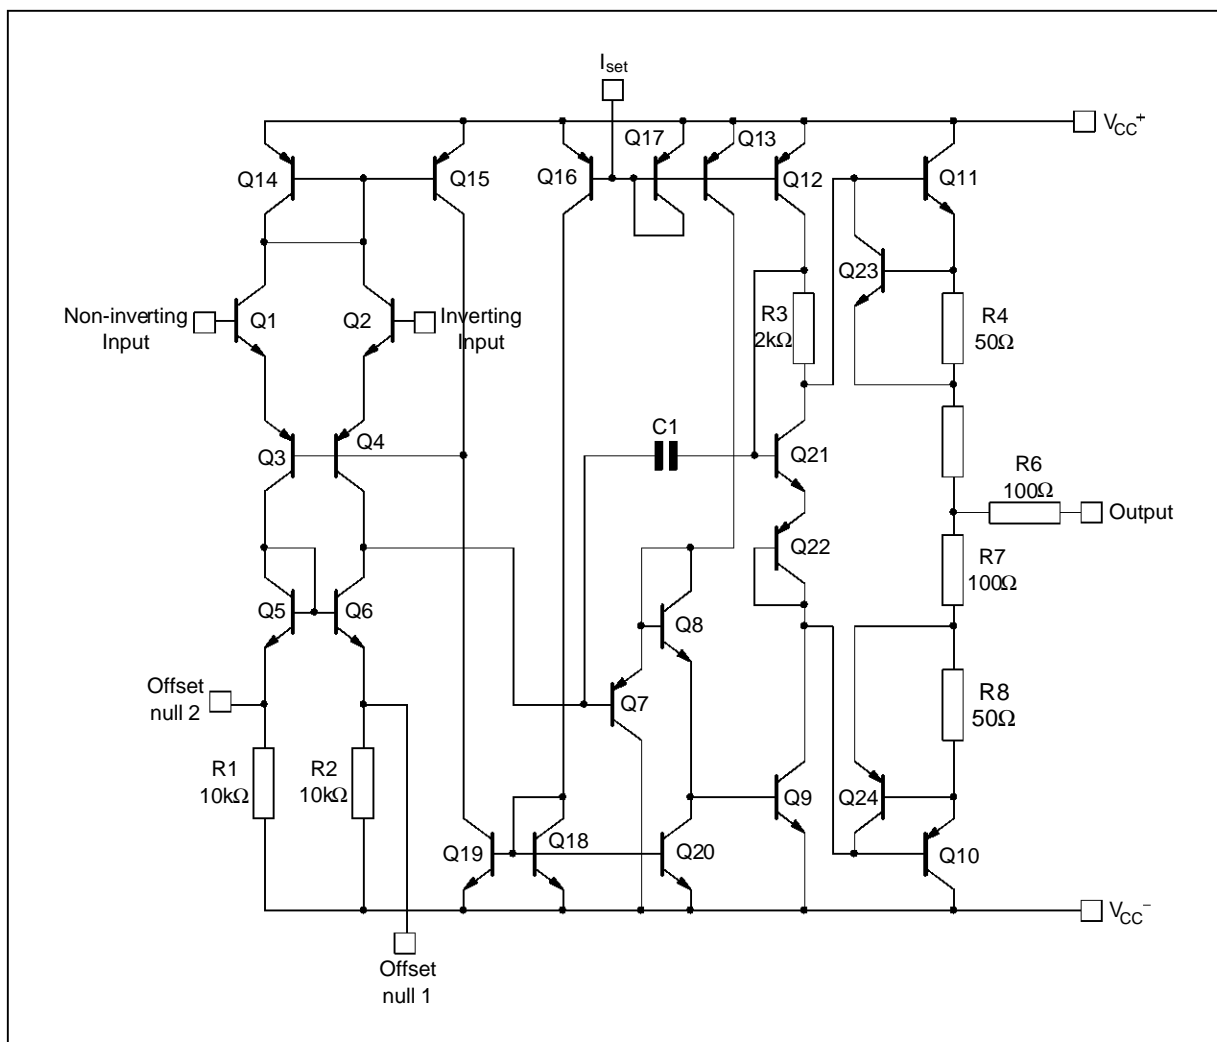 I set
Q17
Q13
VCC+
Q14
Q15
Q16
Q12
Q11
Q23
Non-inverting
Input
Q1
Q2
Inverting
Input
R3
2kΩ
R4
50Ω
Q3
Q4
C1
Q21
R6
100Ω
Output
Q22
R7
100Ω
Q5
Q6
Q8
Offset
null 2
Q7
R8
50Ω
R1
10kΩ
R2
10kΩ
Q9
Q24
Q19
Q18
Q20
Q10
VCC−
Offset
null 1